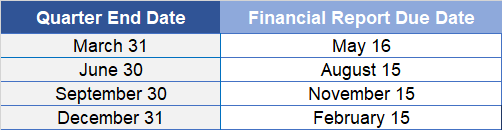 Quarter End Date Financial Report Due Date
March 31 May 16
June 30 August 15
September 30 November 15
December 31 February 15